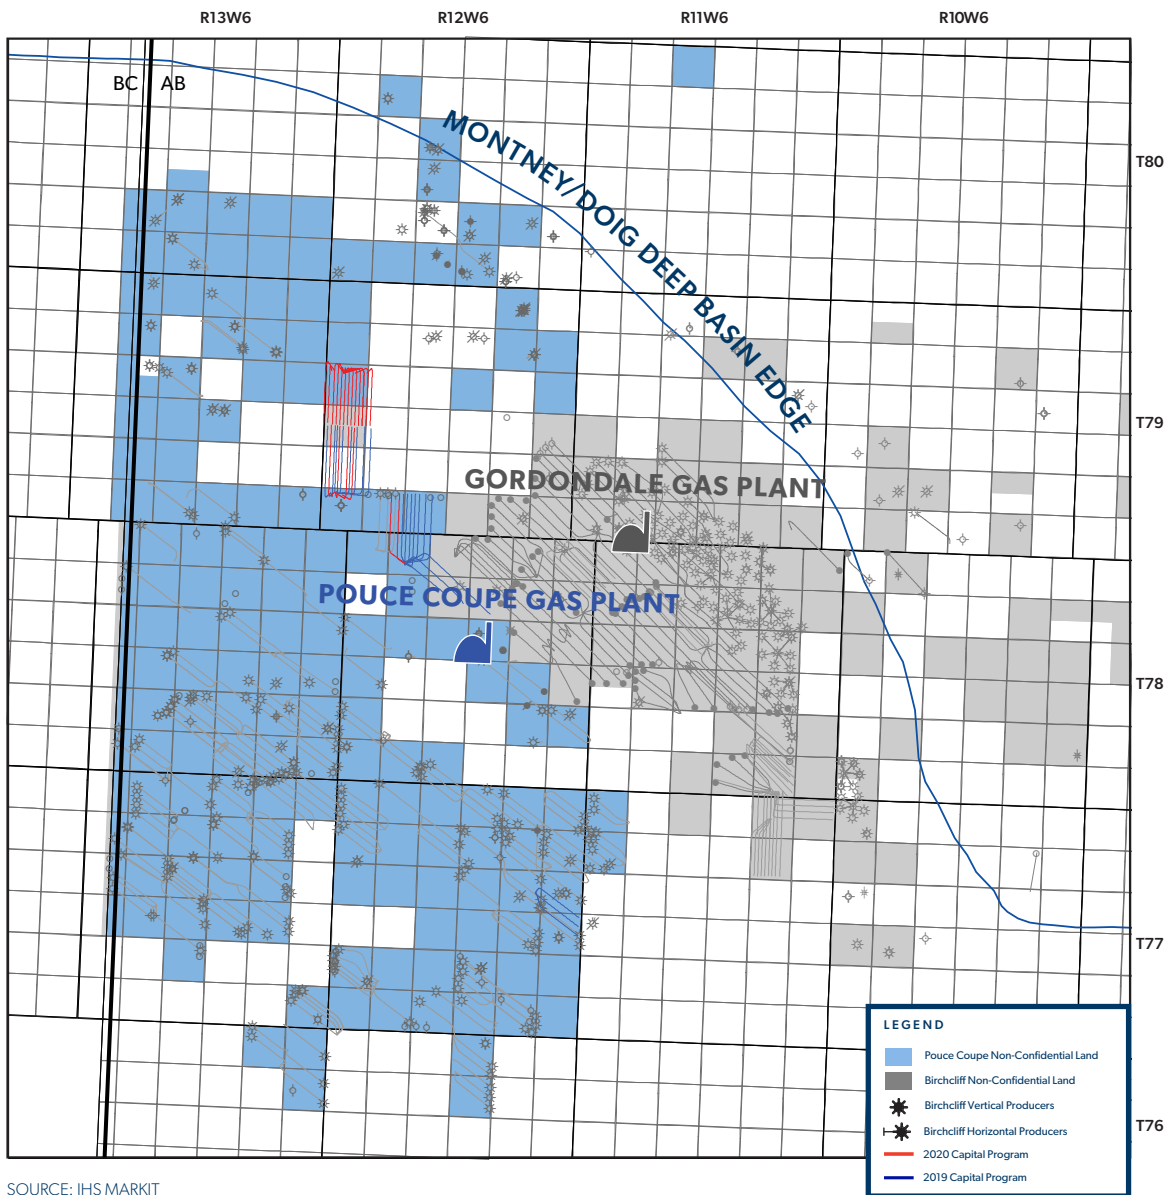 R13W6 R12W6 R11W6 R10W6
BC AB
MONTNEY/DOIG DEEP BASIN EDGE
T80
T79
GORDONDALE GAS PLANT
POUCE COUPE GAS PLANT
T78
T77
T76
LEGEND
Pouce Coupe Non-Confidential Land
Birchcliff Non-Confidential Land
Birchcliff Vertical Producers
Birchcliff Horizontal Producers
2020 Capital Program
2019 Capital Program
SOURCE: IHS MARKIT